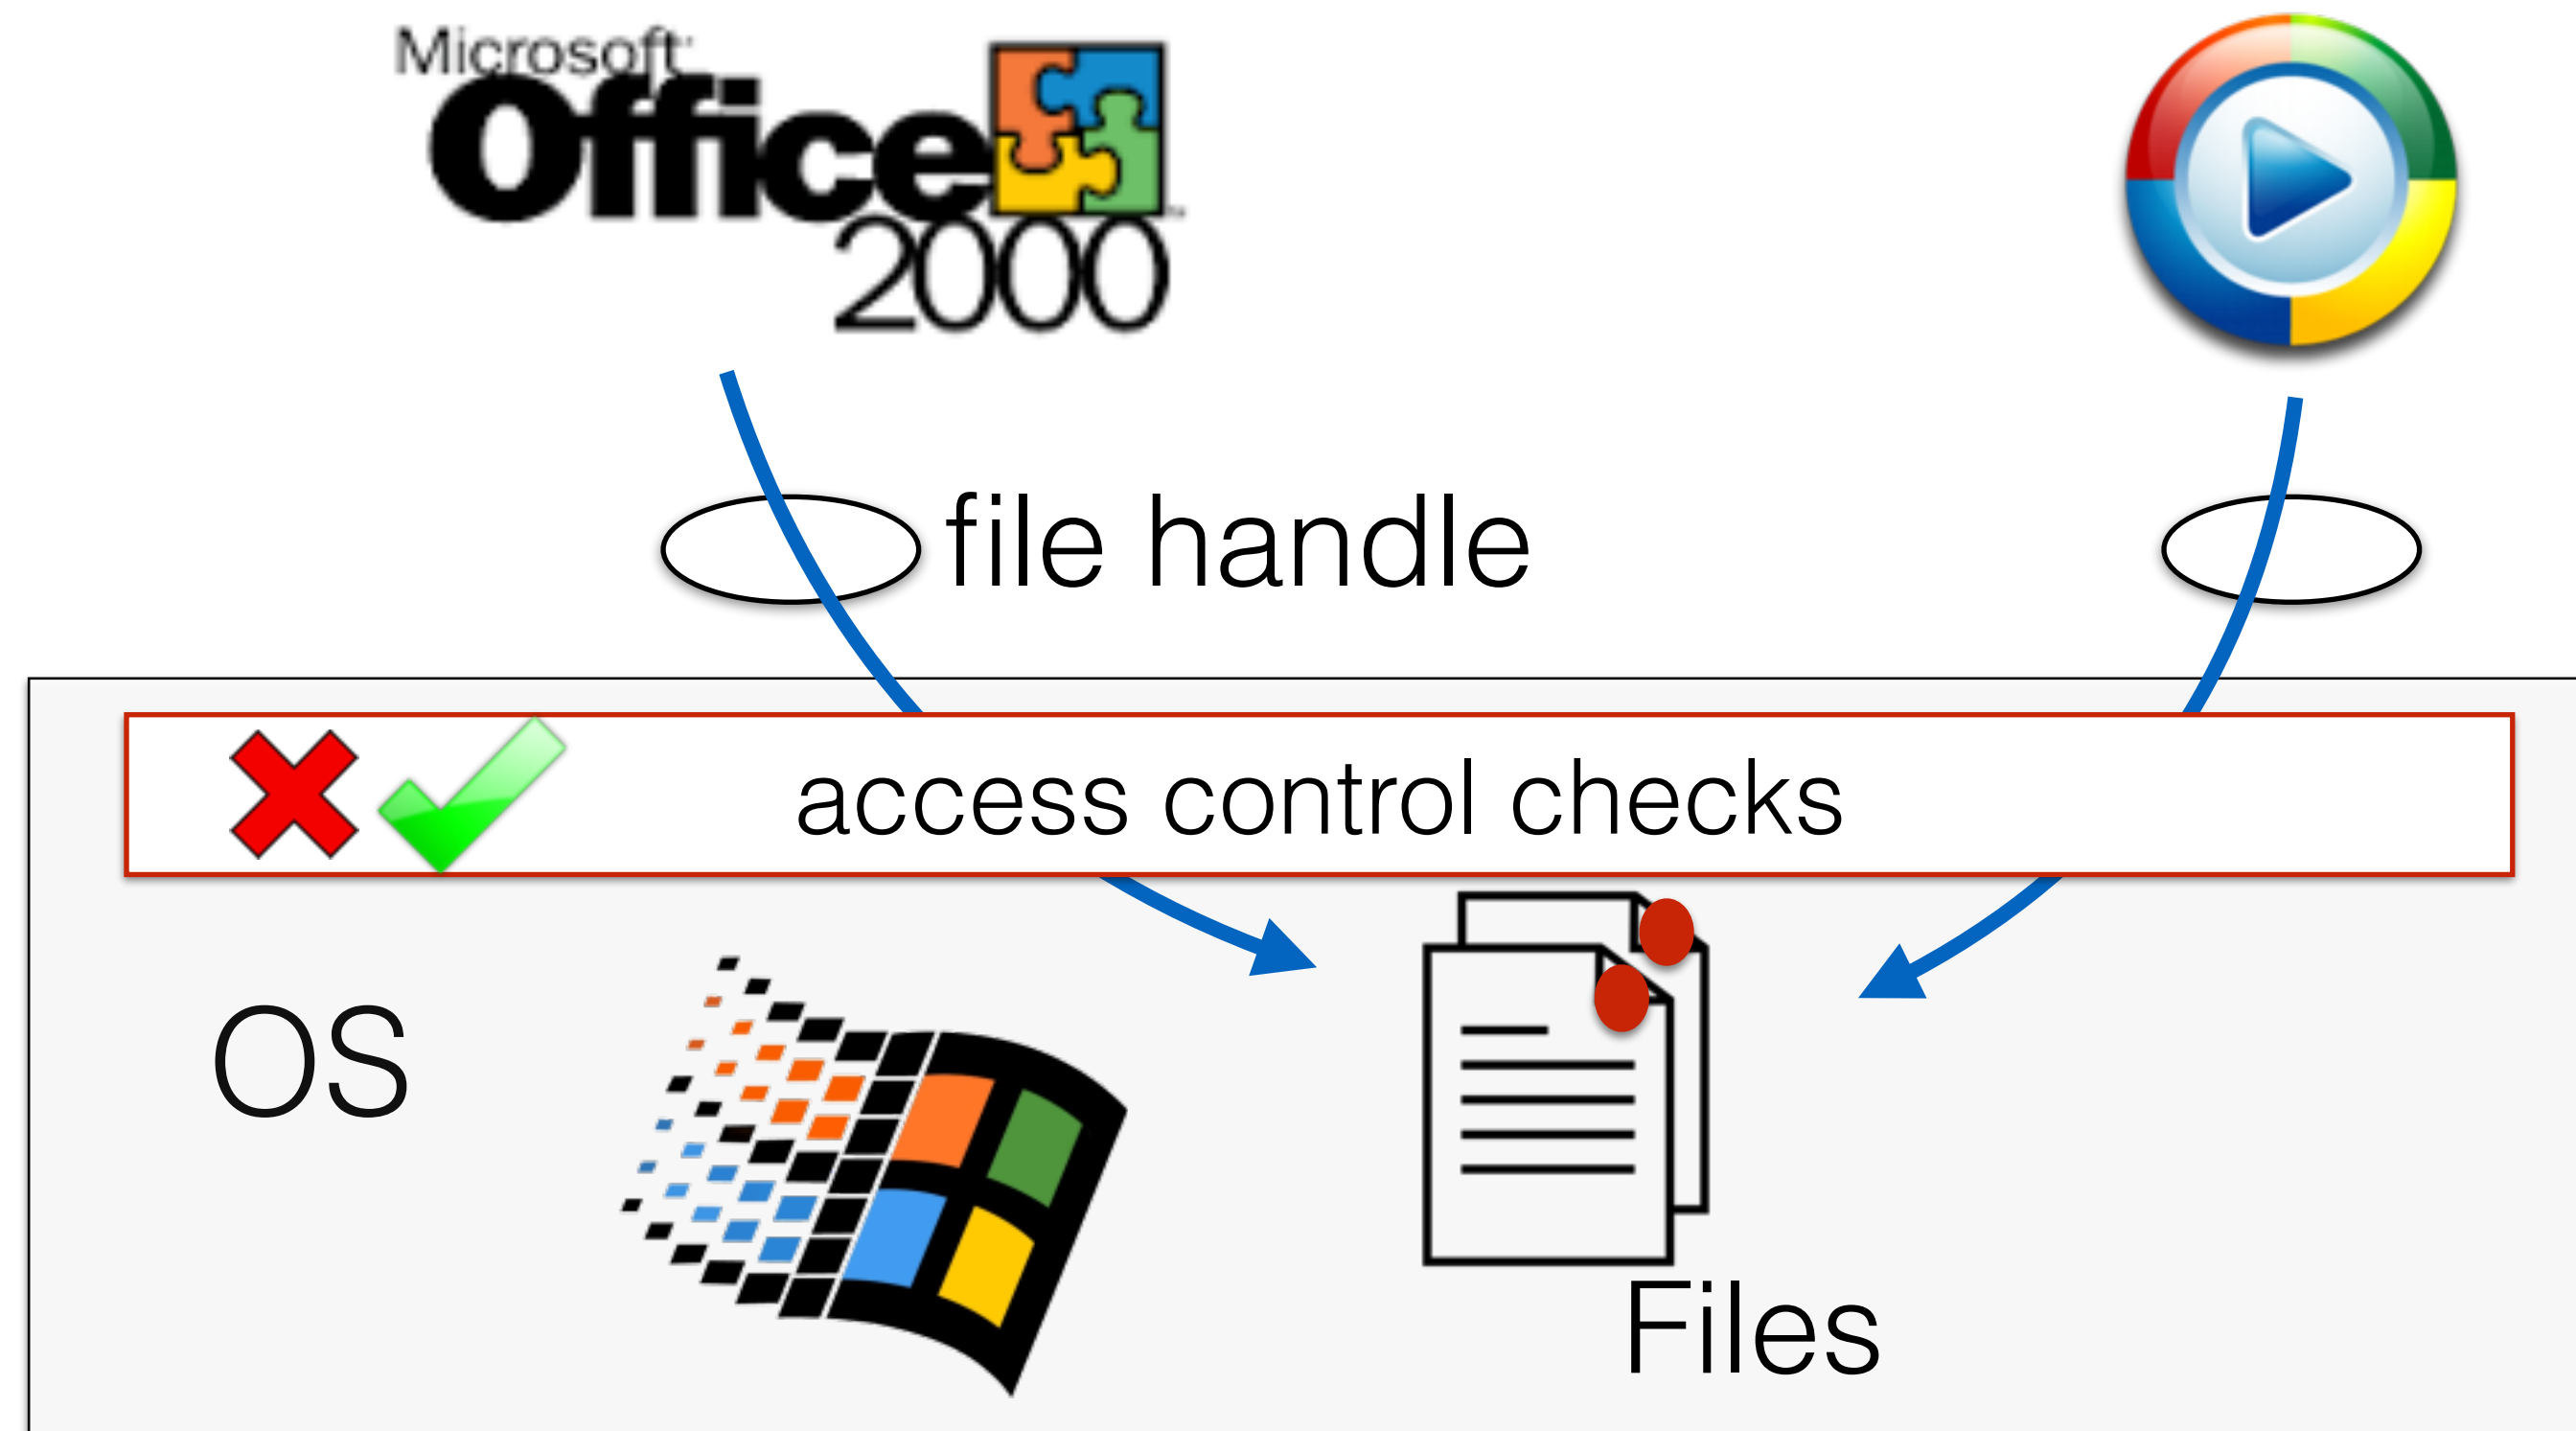 Microsoft
Office
2000
file handle
access control checks
OS
Files